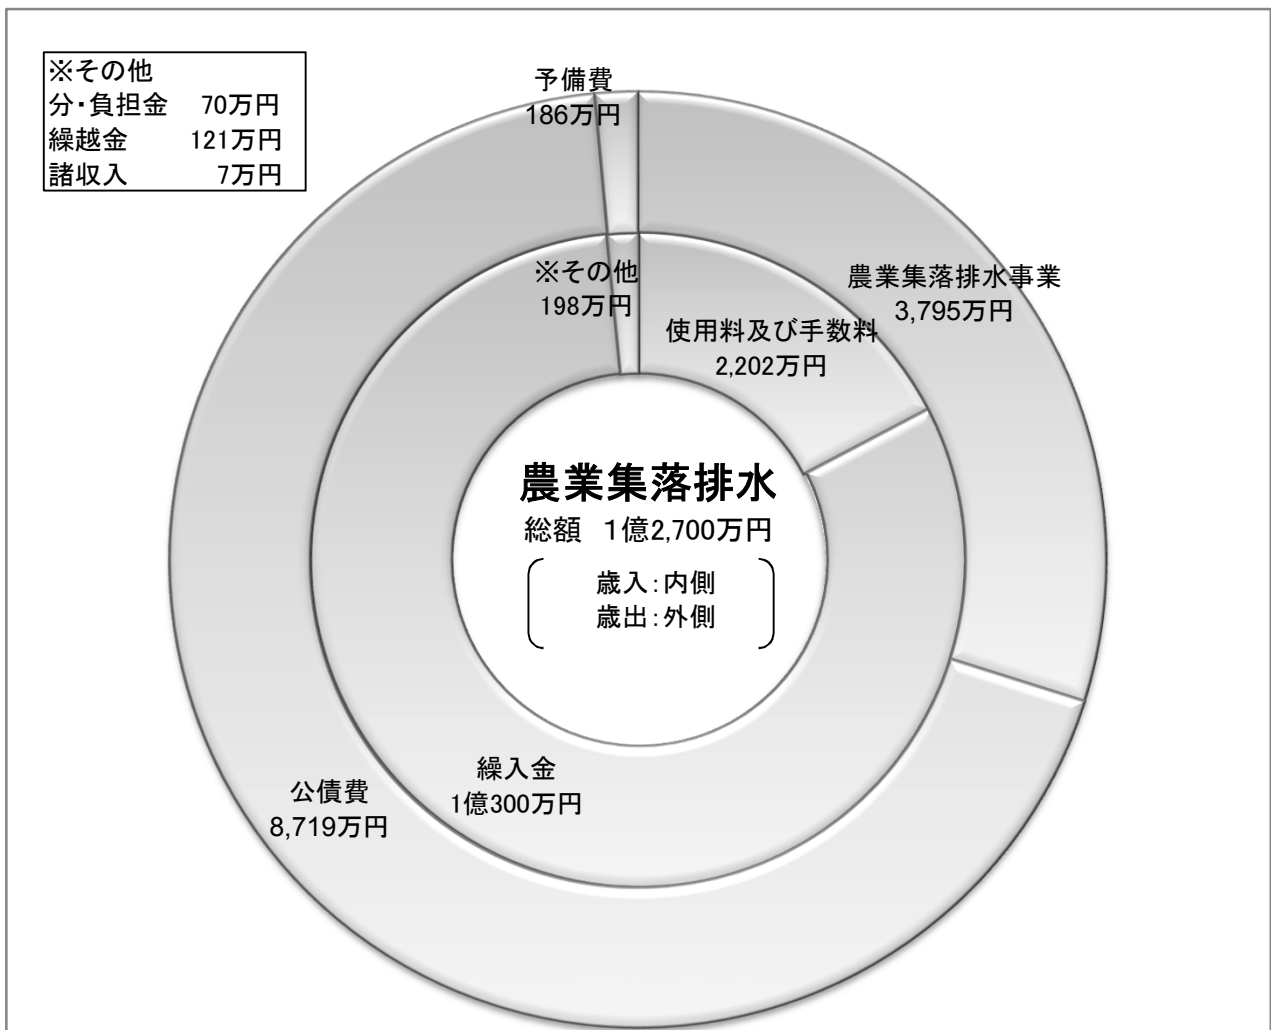 ※その他
分・負担金 70万円
繰越金 121万円
諸収入 7万円
予備費
186万円
農業集落排水事業
3,795万円
※その他
198万円
使用料及び手数料
2,202万円
農業集落排水
総額 1億2,700万円
歳入：内側
歳出：外側
繰入金
1億300万円
公債費
8,719万円